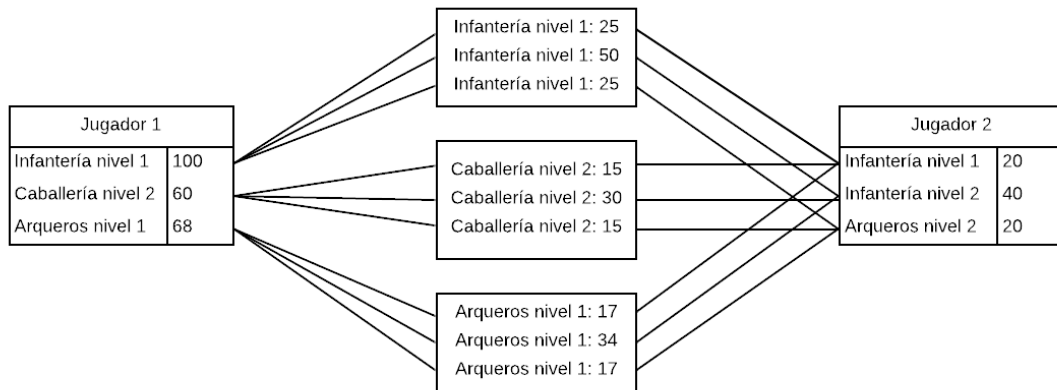 Jugador 1
Infantería nivel 1 100
Caballería nivel 2 60
Arqueros nivel 1 68
Infantería nivel 1: 25
Infantería nivel 1: 50
Infantería nivel 1: 25
Caballería nivel 2: 15
Caballería nivel 2: 30
Caballería nivel 2: 15
Arqueros nivel 1: 17
Arqueros nivel 1: 34
Arqueros nivel 1: 17
Jugador 2
Infantería nivel 1 20
Infantería nivel 2 40
Arqueros nivel 2 20